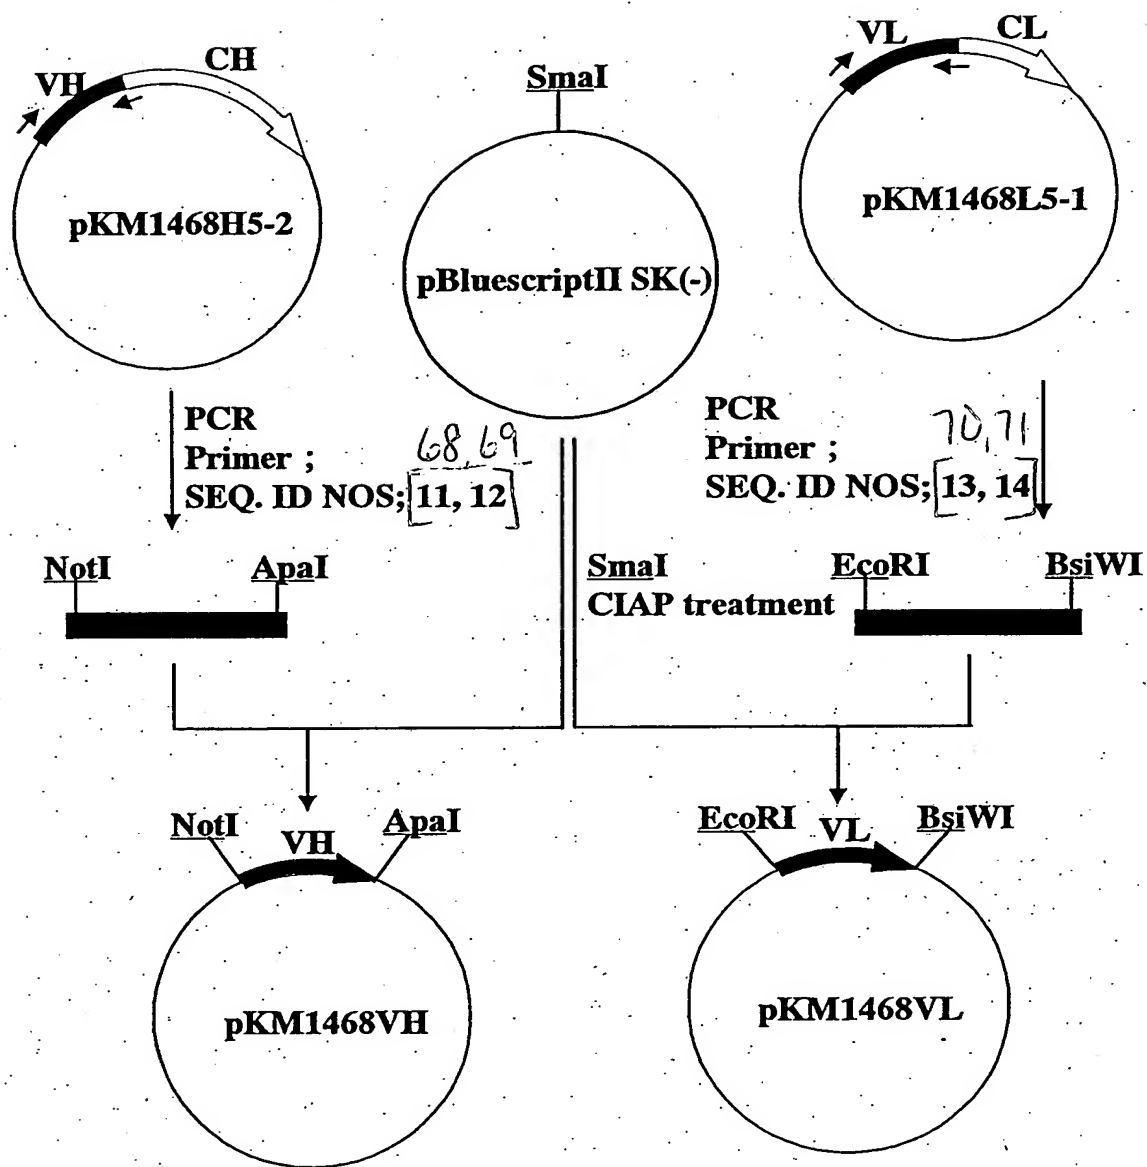 VH
CH
pKM1468H5-2
SmaI
pBluescriptII SK(-)
VL
CL
pKM1468L5-1
PCR
Primer ;
68, 69
SEQ. ID NOS; [11, 12]
PCR
Primer ;
70, 71
SEQ. ID NOS; [13, 14]
NotI
ApaI
SmaI
CIAP treatment
EcoRI
BsiWI
NotI
VH
ApaI
pKM1468VH
EcoRI
VL
BsiWI
pKM1468VL